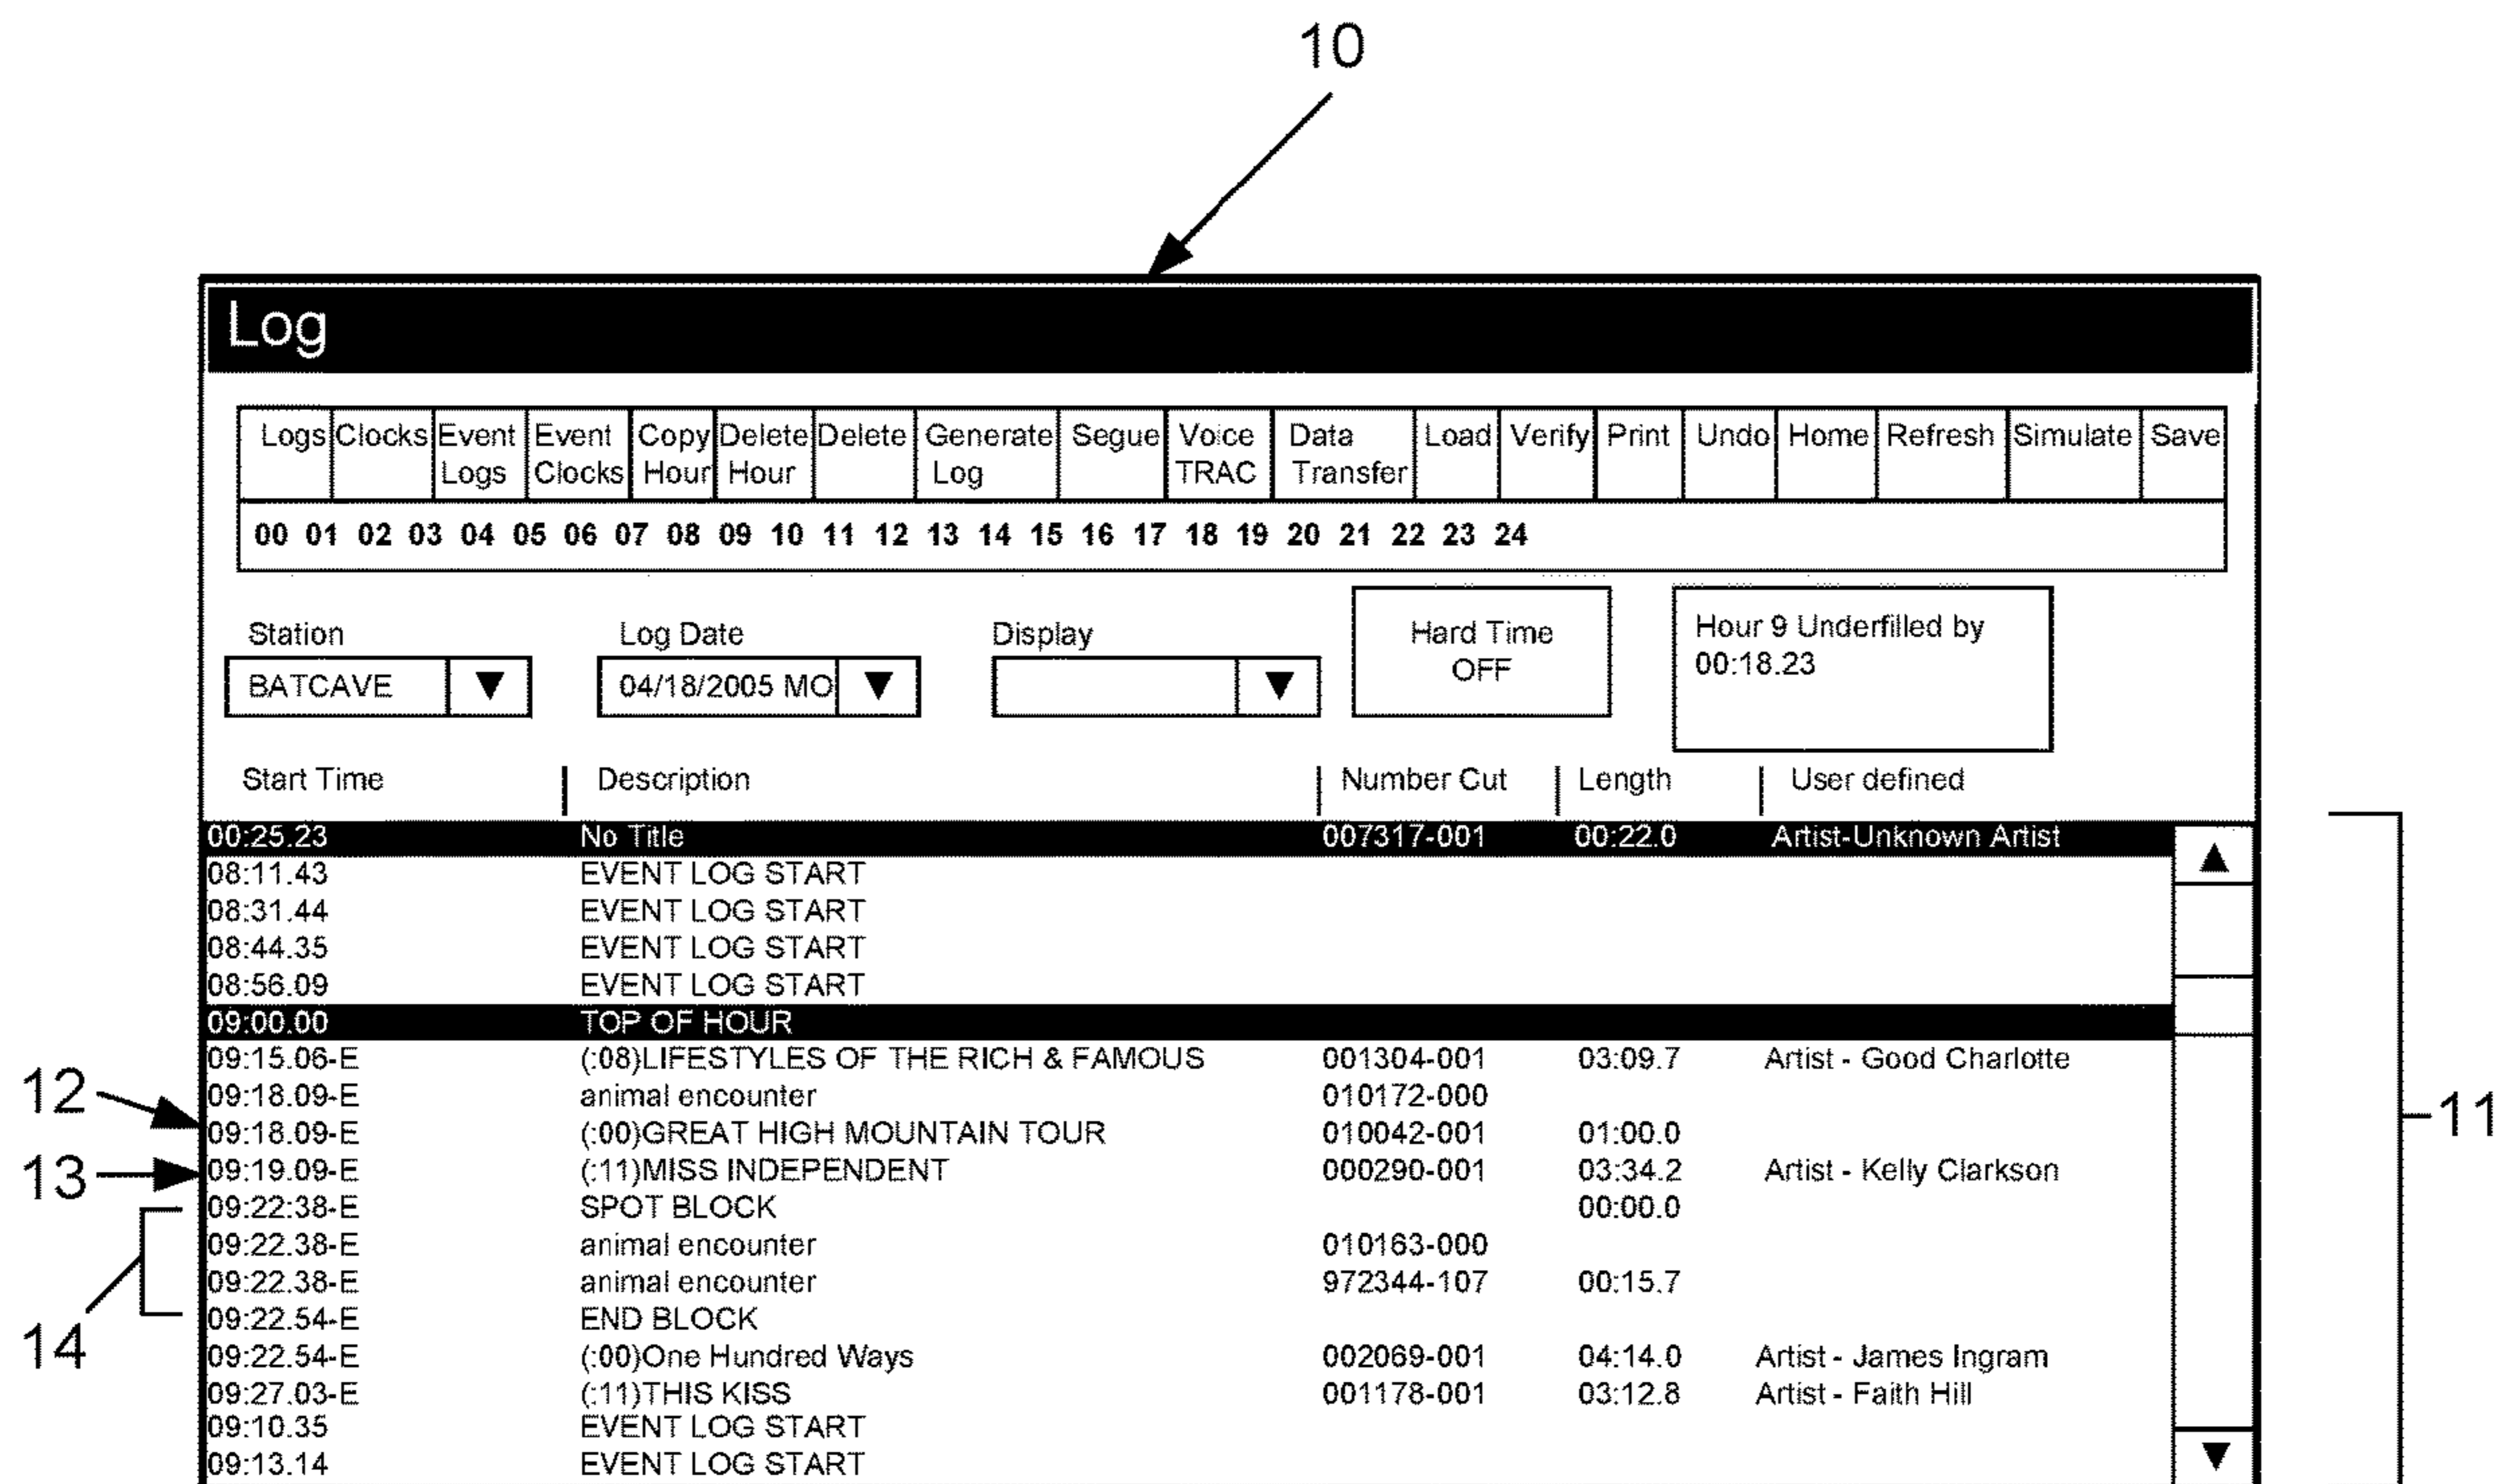 10
Log
Logs Clocks Event Logs Event Clocks Copy Hour Delete Hour Delete Generate Log Segue Voice TRAC Data Transfer Load Verify Print Undo Home Refresh Simulate Save
00 01 02 03 04 05 06 07 08 09 10 11 12 13 14 15 16 17 18 19 20 21 22 23 24
Station Log Date Display Hard Time OFF Hour 9 Underfilled by 00:18.23
BATCAVE ▼ 04/18/2005 MO ▼ ▼
Start Time Description Number Cut Length User defined
00:25.23 No Title 007317-001 00:22.0 Artist-Unknown Artist
08:11.43 EVENT LOG START
08:31.44 EVENT LOG START
08:44.35 EVENT LOG START
08:56.09 EVENT LOG START
09:00.00 TOP OF HOUR
09:15.06-E (:08)LIFESTYLES OF THE RICH & FAMOUS 001304-001 03:09.7 Artist - Good Charlotte
09:18.09-E animal encounter 010172-000
12 09:18.09-E (:00)GREAT HIGH MOUNTAIN TOUR 010042-001 01:00.0 11
13 09:19.09-E (:11)MISS INDEPENDENT 000290-001 03:34.2 Artist - Kelly Clarkson
09:22:38-E SPOT BLOCK 00:00.0
09:22.38-E animal encounter 010163-000
09:22.38-E animal encounter 972344-107 00:15.7
09:22.54-E END BLOCK
14 09:22.54-E (:00)One Hundred Ways 002069-001 04:14.0 Artist - James Ingram
09:27.03-E (:11)THIS KISS 001178-001 03:12.8 Artist - Faith Hill
09:10.35 EVENT LOG START
09:13.14 EVENT LOG START